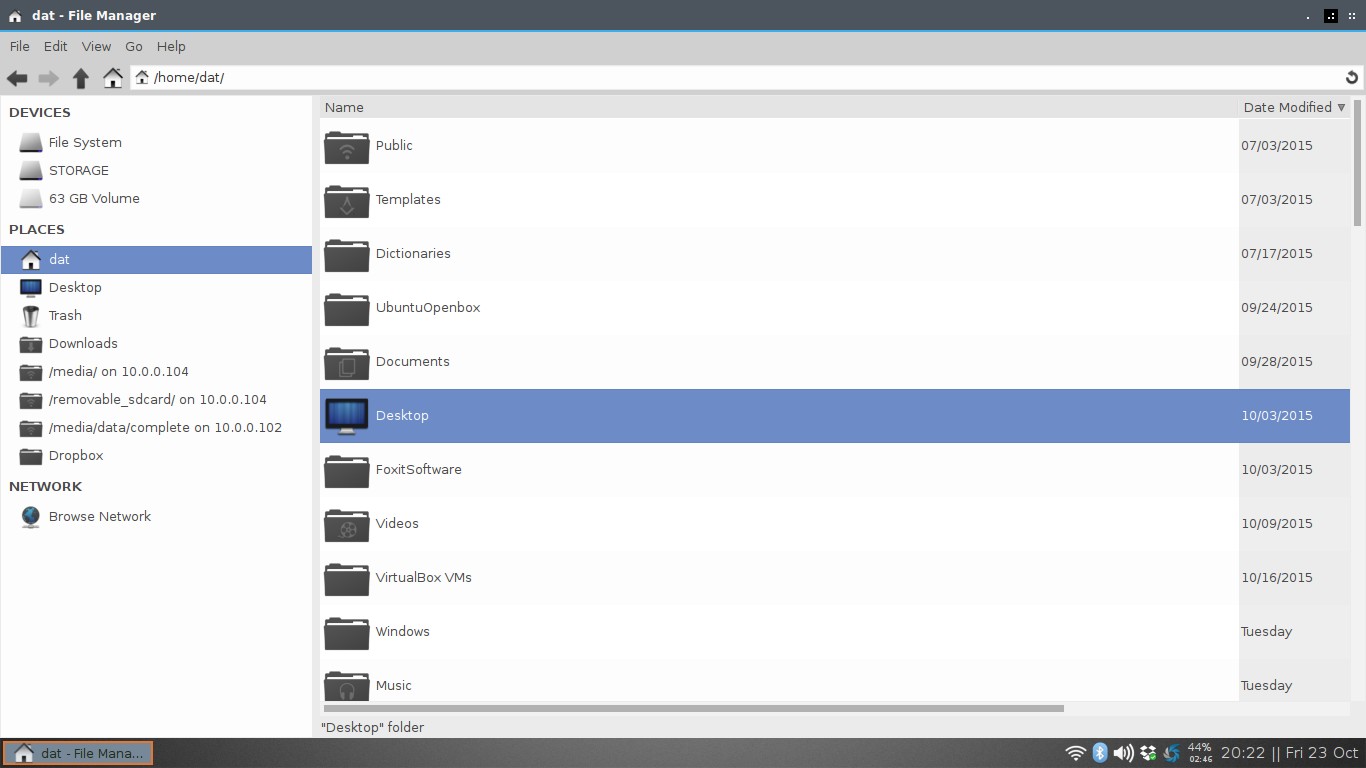 dat - File Manager
File Edit View Go Help
/home/dat/
DEVICES
File System
STORAGE
63 GB Volume
PLACES
dat
Desktop
Trash
Downloads
/media/ on 10.0.0.104
/removable_sdcard/ on 10.0.0.104
/media/data/complete on 10.0.0.102
Dropbox
NETWORK
Browse Network
Name Date Modified
Public 07/03/2015
Templates 07/03/2015
Dictionaries 07/17/2015
UbuntuOpenbox 09/24/2015
Documents 09/28/2015
Desktop 10/03/2015
FoxitSoftware 10/03/2015
Videos 10/09/2015
VirtualBox VMs 10/16/2015
Windows Tuesday
Music Tuesday
"Desktop" folder
dat - File Mana...
44%
02:46
20:22 || Fri 23 Oct